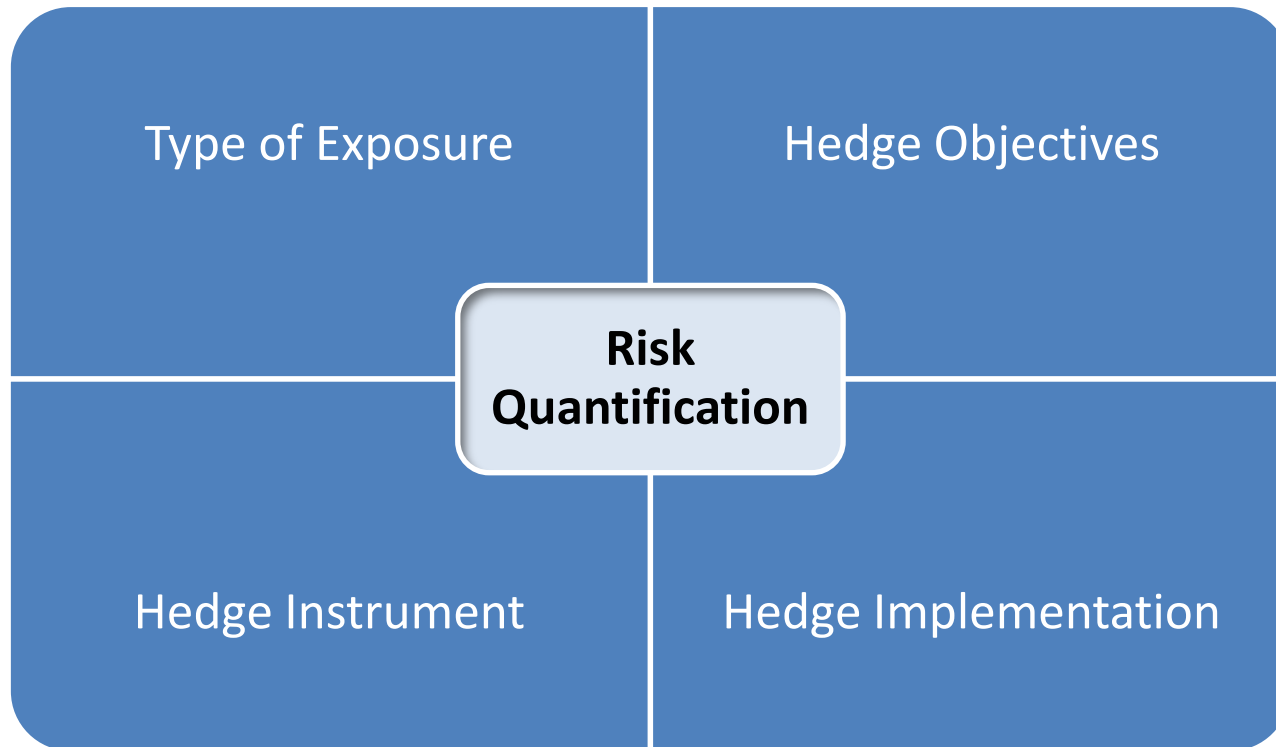 Type of Exposure
Hedge Objectives
Risk
Quantification
Hedge Instrument
Hedge Implementation